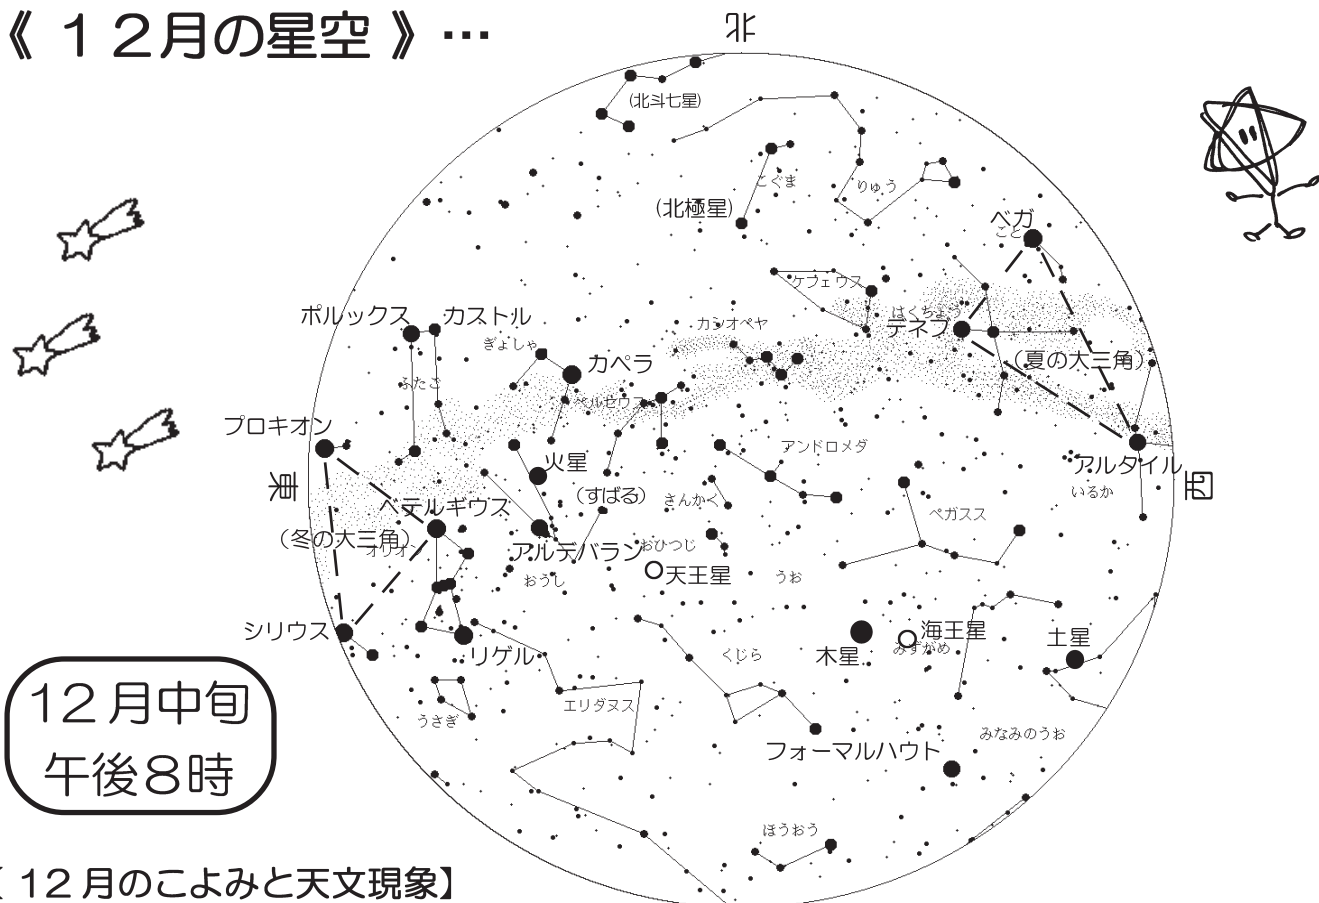 《 １２月の星空 》…
北
(北斗七星)
こぐま
りゅう
(北極星)
ベガ
こと
ケフェウス
ポルックス
カストル
はくちょう
カシオペヤ
デネブ
ぎょしゃ
カペラ
(夏の大三角)
ふたご
ペルセウス
プロキオン
アンドロメダ
火星
アルタイル
東
西
(すばる)
さんかく
いるか
ベテルギウス
ペガスス
(冬の大三角)
オリオン
アルデバラン
おひつじ
おうし
天王星
うお
シリウス
海王星
土星
リゲル
くじら
木星
みずがめ
１２月中旬
エリダヌス
うさぎ
みなみのうお
フォーマルハウト
午後８時
ほうおう
【 １２月のこよみと天文現象】